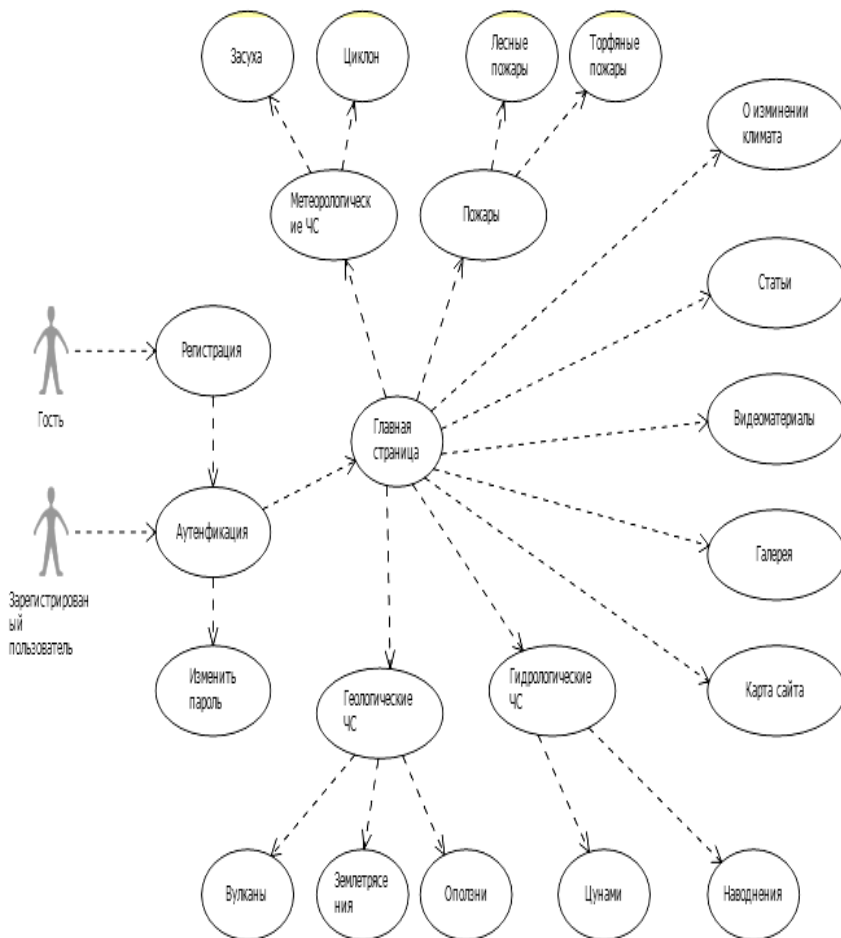 Засуха
Циклон
Лесные
пожары
Торфяные
пожары
О изминении
климата
Метеорологическ
ие ЧС
Пожары
Статьи
Регистрация
Гость
Главная
страница
Видеоматериалы
Аутенфикация
Галерея
Зарегистрирован
ый
пользователь
Изменить
пароль
Геологические
ЧС
Гидрологические
ЧС
Карта сайта
Вулканы
Землетрясе
ния
Оползни
Цунами
Наводнения